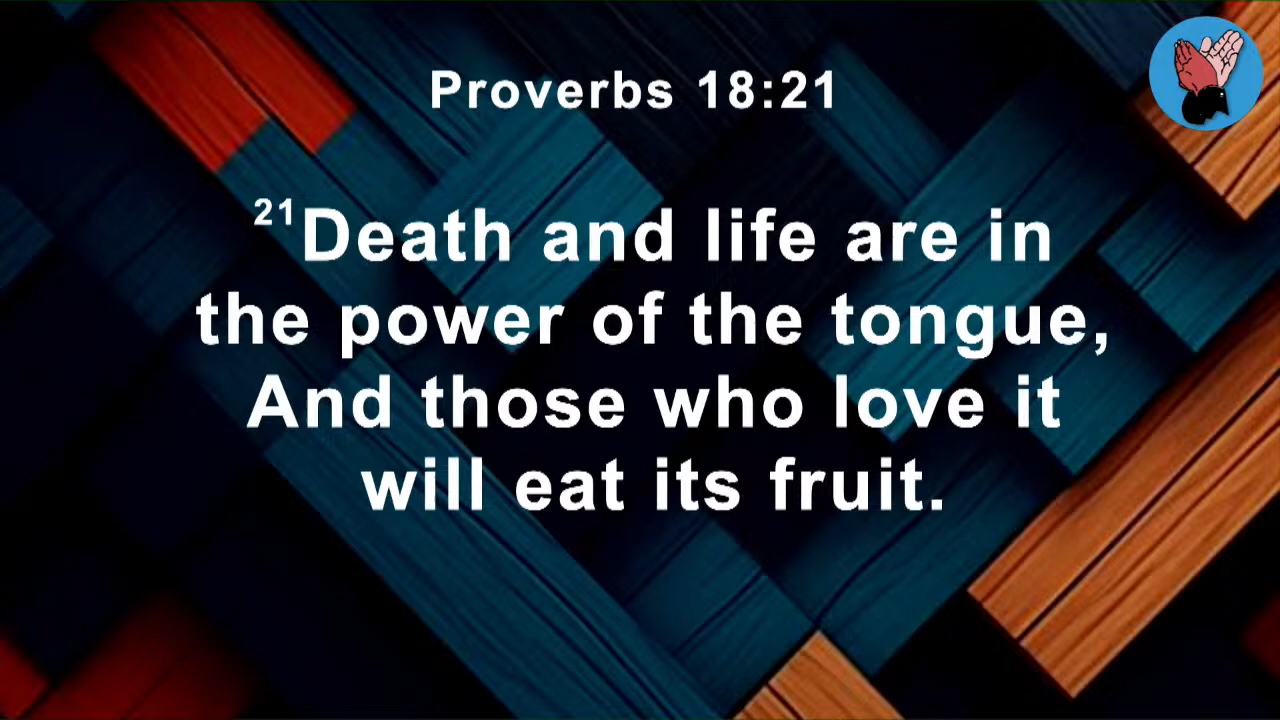 Proverbs 18:21
21Death and life are in
the power of the tongue,
And those who love it
will eat its fruit.